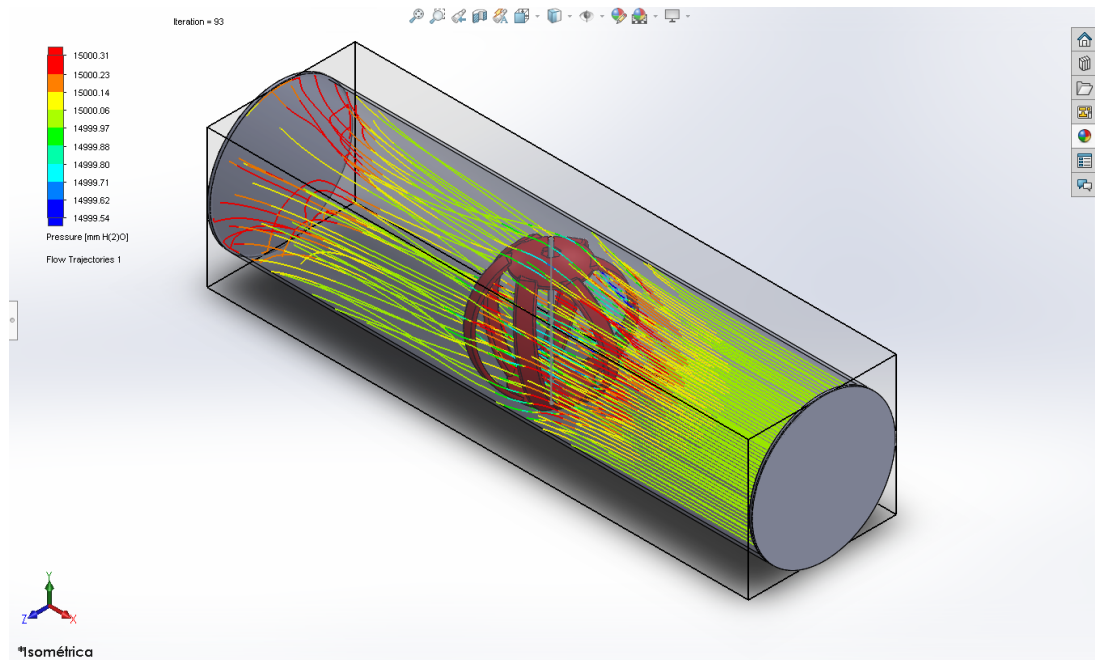 Iteration = 93
15000.31
15000.23
15000.14
15000.06
14999.97
14999.88
14999.80
14999.71
14999.62
14999.54
Pressure [mm H(2)O]
Flow Trajectories 1
Y
Z
X
*Isométrica